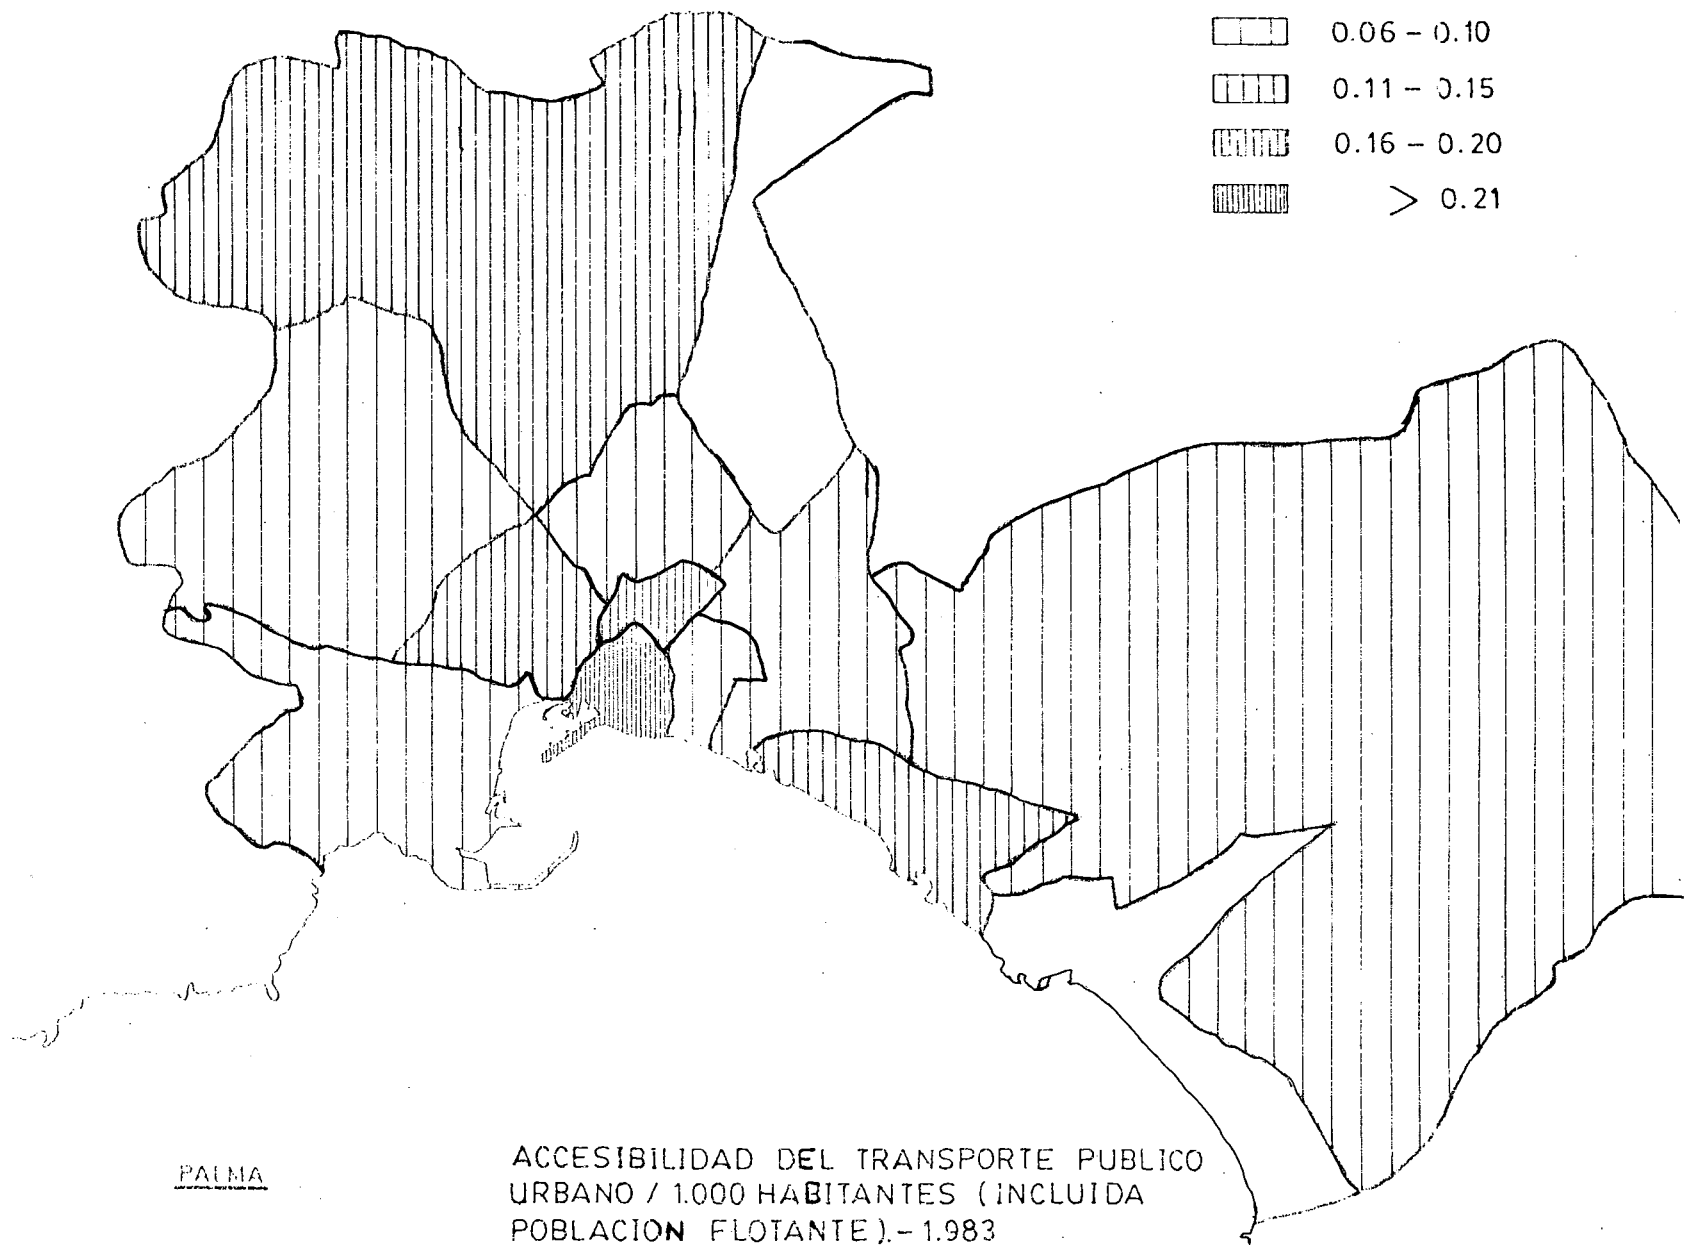 0.06 - 0.10
0.11 - 0.15
0.16 - 0.20
> 0.21
PALMA
ACCESIBILIDAD DEL TRANSPORTE PUBLICO
URBANO / 1.000 HABITANTES (INCLUIDA
POBLACION FLOTANTE).- 1.983